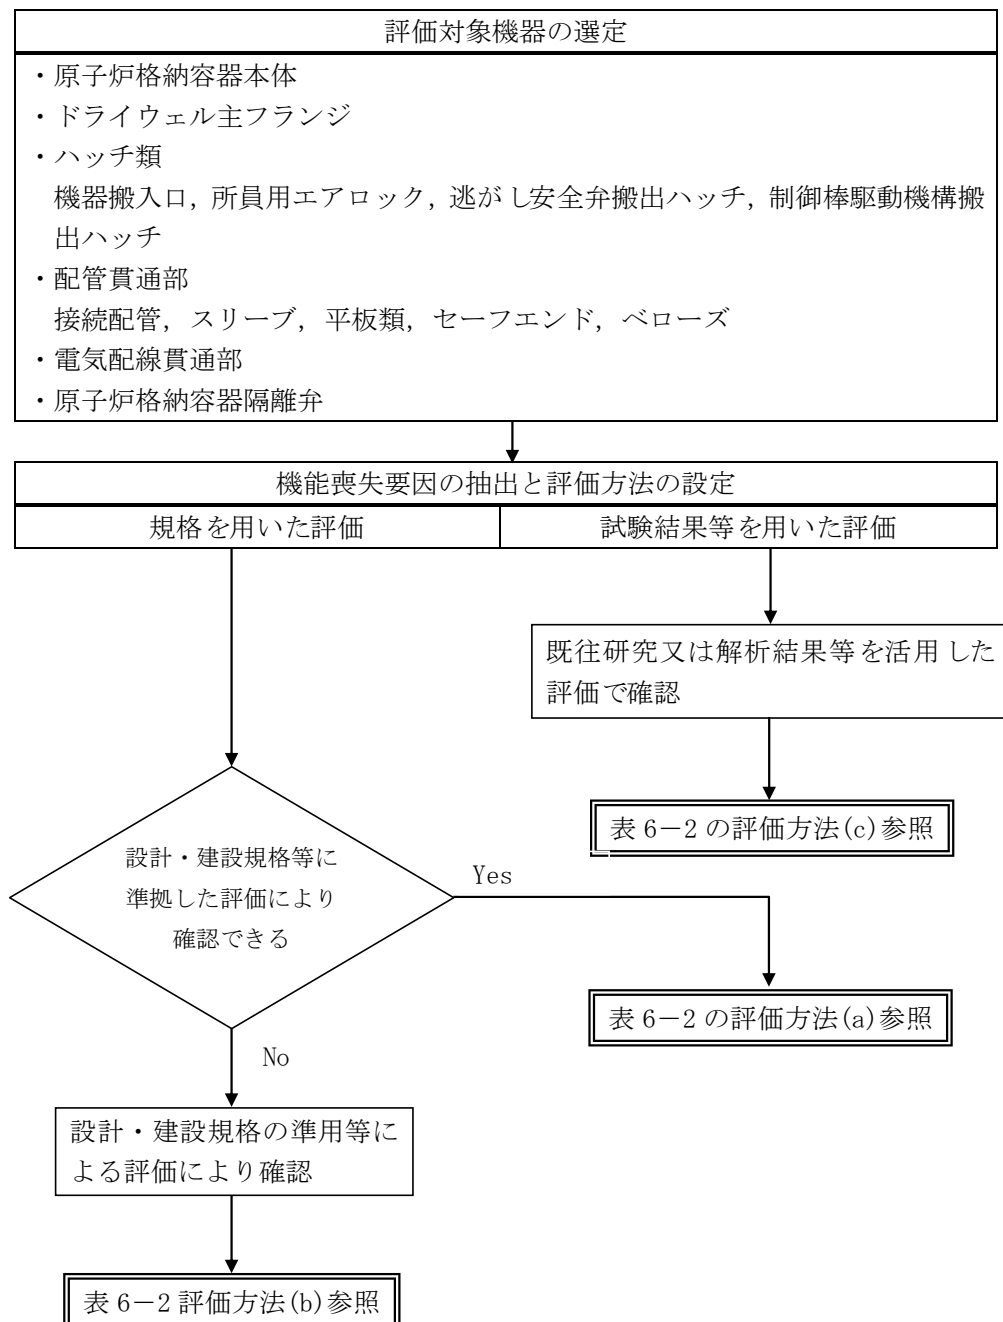 評価対象機器の選定
・原子炉格納容器本体
・ドライウェル主フランジ
・ハッチ類
機器搬入口，所員用エアロック，逃がし安全弁搬出ハッチ，制御棒駆動機構搬
出ハッチ
・配管貫通部
接続配管，スリーブ，平板類，セーフエンド，ベローズ
・電気配線貫通部
・原子炉格納容器隔離弁
機能喪失要因の抽出と評価方法の設定
規格を用いた評価
試験結果等を用いた評価
既往研究又は解析結果等を活用した
評価で確認
表 6－2 の評価方法(c)参照
設計・建設規格等に
準拠した評価により
確認できる
Yes
表 6－2 の評価方法(a)参照
No
設計・建設規格の準用等に
よる評価により確認
表 6－2 評価方法(b)参照